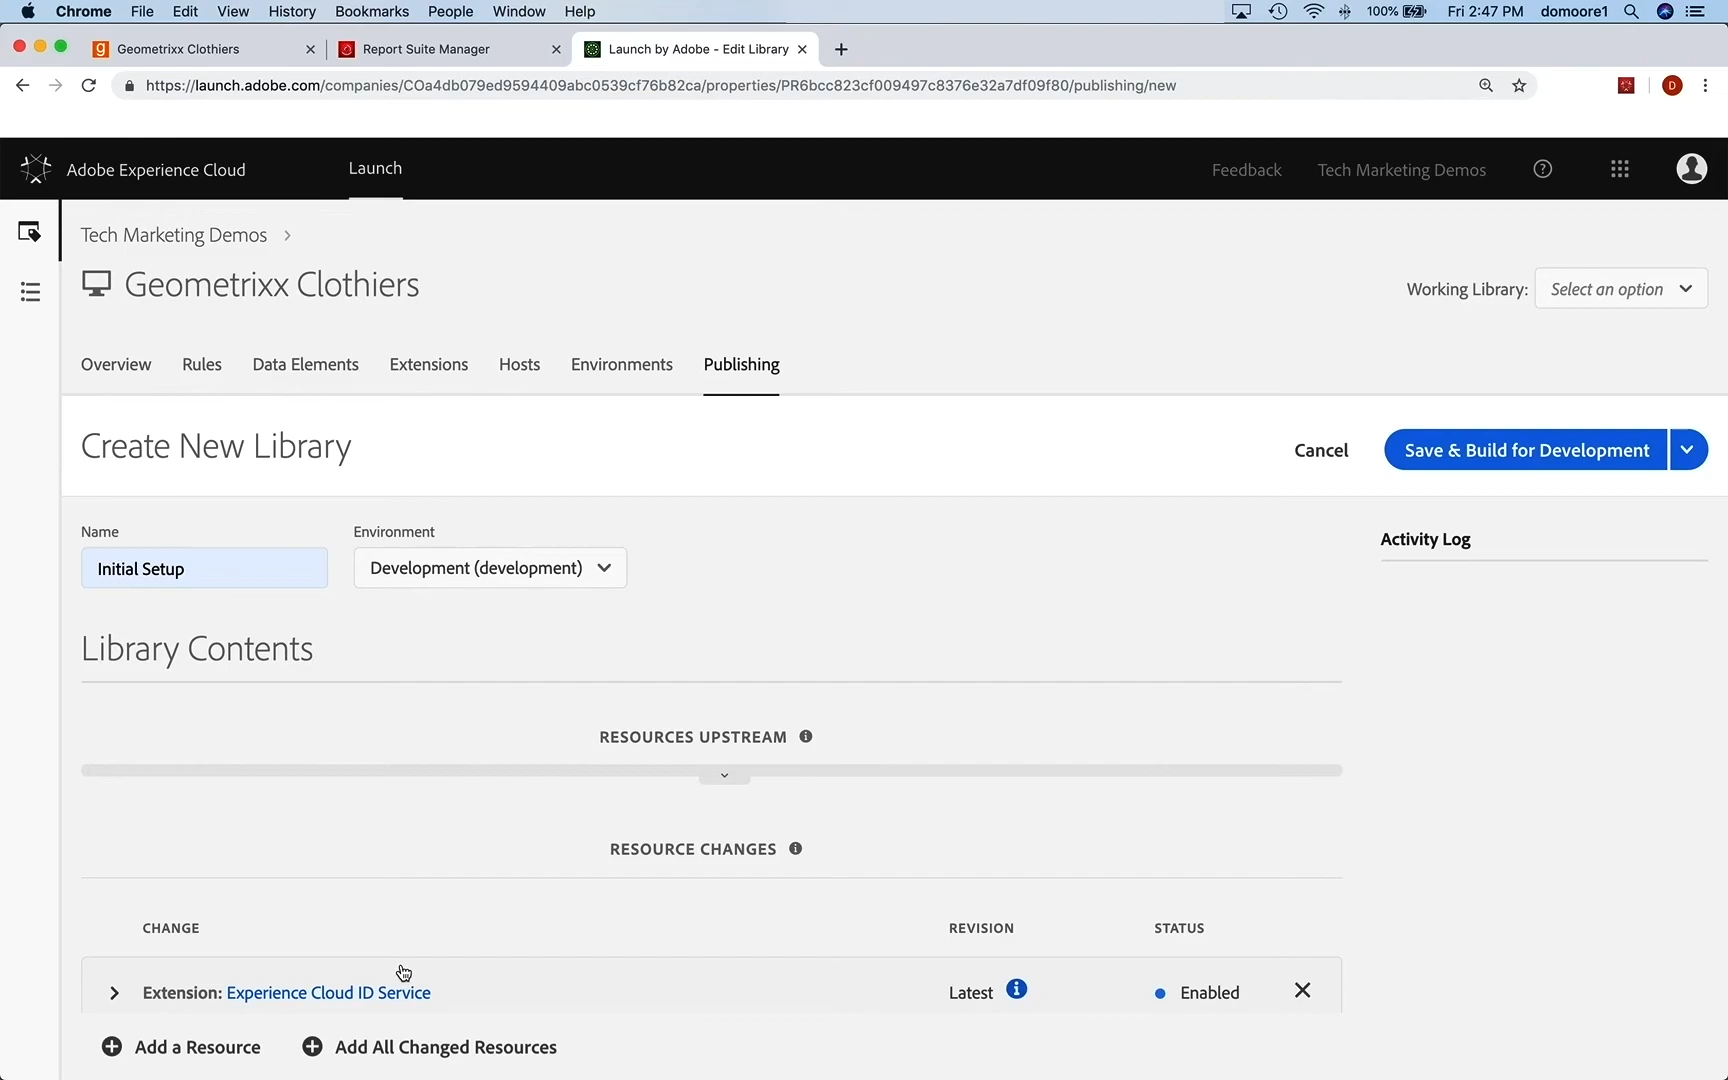 Chrome File Edit View History Bookmarks People Window Help 100% Fri 2:47 PM domoore1
Geometrixx Clothiers Report Suite Manager Launch by Adobe - Edit Library
https://launch.adobe.com/companies/COa4db079ed9594409abc0539cf76b82ca/properties/PR6bcc823cf009497c8376e32a7df09f80/publishing/new D
Adobe Experience Cloud Launch Feedback Tech Marketing Demos
Tech Marketing Demos
Geometrixx Clothiers
Working Library: Select an option
Overview Rules Data Elements Extensions Hosts Environments Publishing
Create New Library Cancel Save & Build for Development
Name Environment
Activity Log
Initial Setup Development (development)
Library Contents
RESOURCES UPSTREAM
RESOURCE CHANGES
CHANGE REVISION STATUS
Extension: Experience Cloud ID Service Latest Enabled
Add a Resource Add All Changed Resources